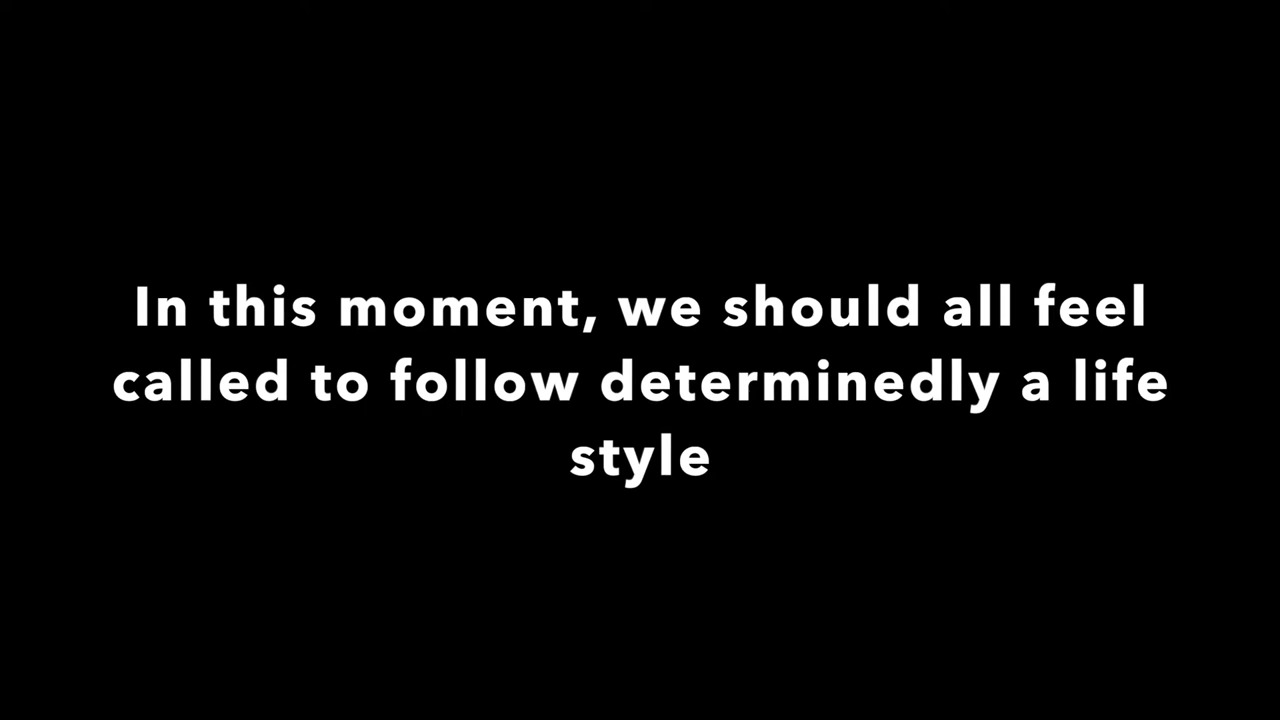 In this moment, we should all feel
called to follow determinedly a life
style